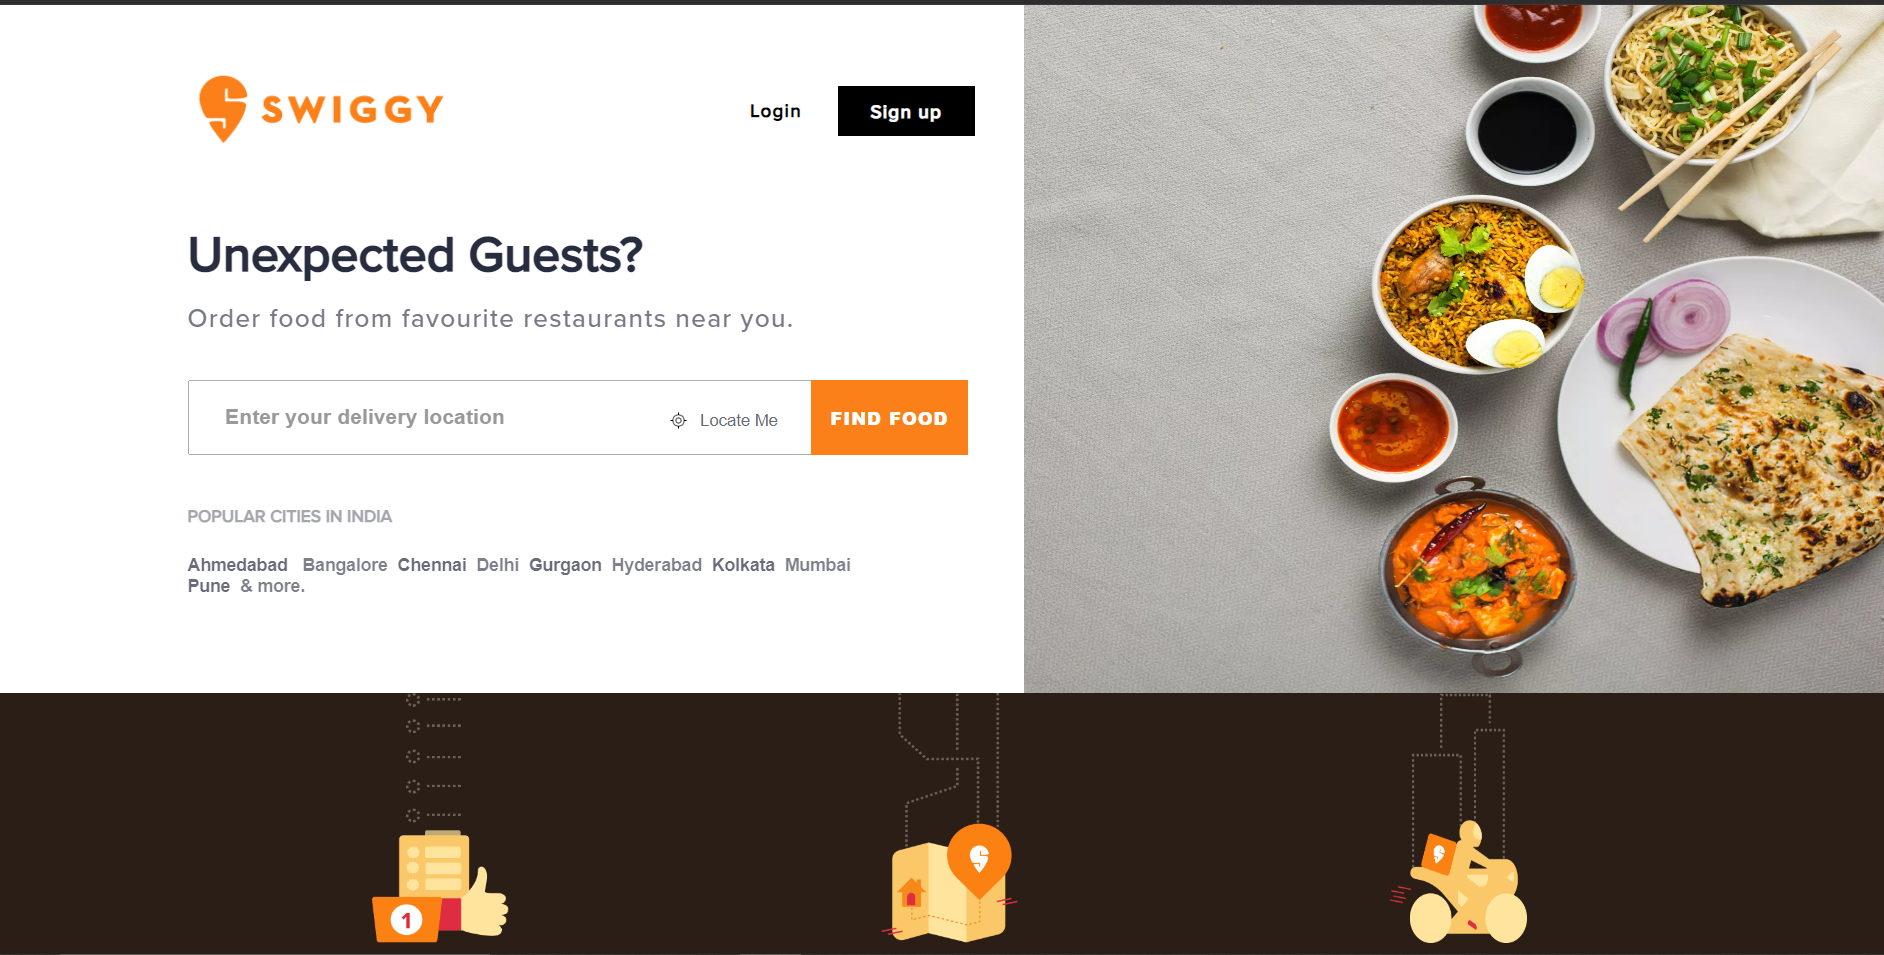 SWIGGY
Login
Sign up
Unexpected Guests?
Order food from favourite restaurants near you.
Enter your delivery location
Locate Me
FIND FOOD
POPULAR CITIES IN INDIA
Ahmedabad Bangalore Chennai Delhi Gurgaon Hyderabad Kolkata Mumbai
Pune & more.
1